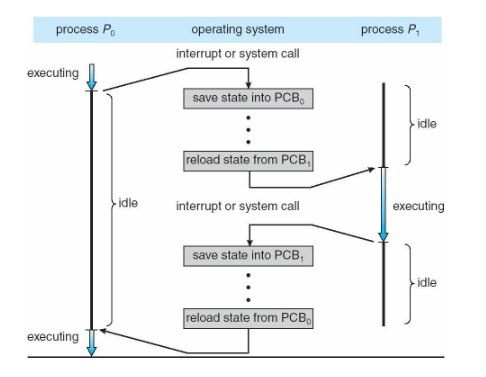 process P0 operating system process P1
interrupt or system call
executing
save state into PCB0
idle
reload state from PCB1
idle
interrupt or system call
executing
save state into PCB1
idle
reload state from PCB0
executing